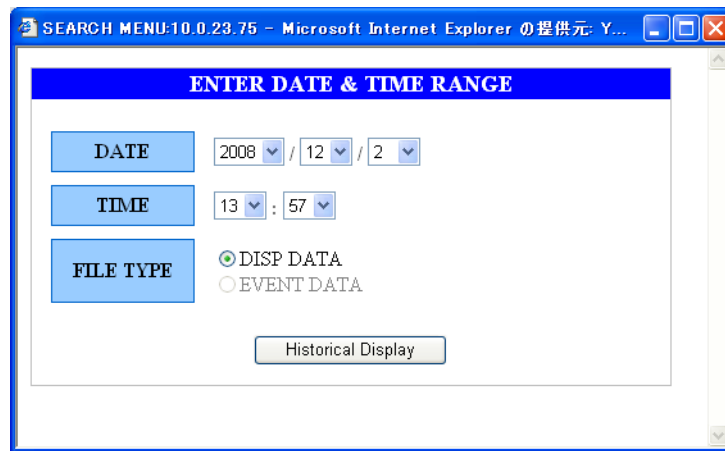 SEARCH MENU:10.0.23.75 - Microsoft Internet Explorer の提供元: Y...
ENTER DATE & TIME RANGE
DATE 2008 / 12 / 2
TIME 13 : 57
FILE TYPE DISP DATA
EVENT DATA
Historical Display